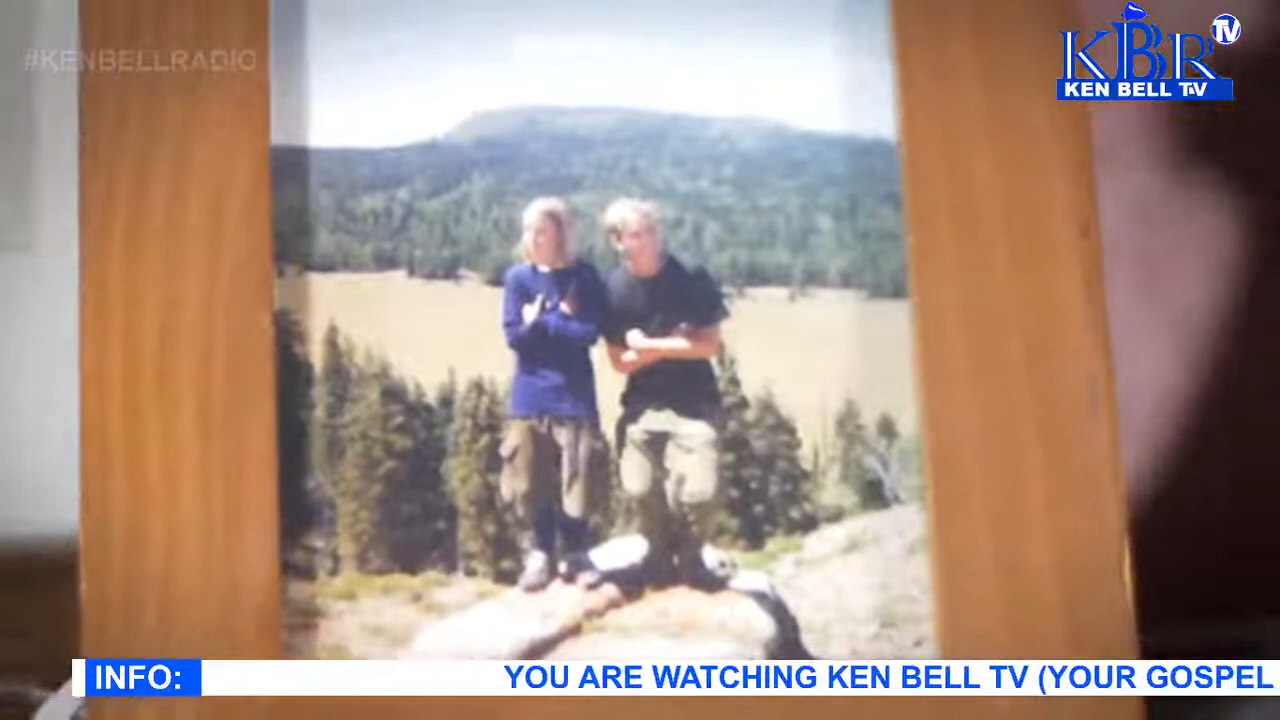 #KENBELLRADIO
KBR TV
KEN BELL TV
INFO:
YOU ARE WATCHING KEN BELL TV (YOUR GOSPEL